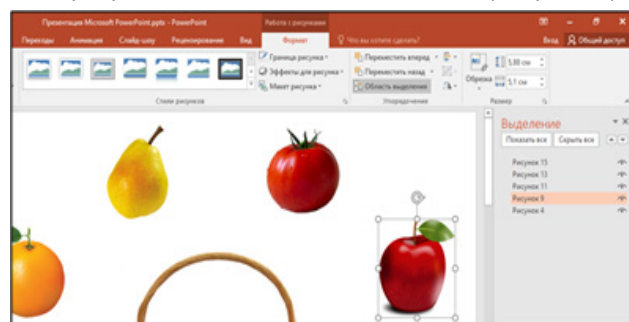 Презентация Microsoft PowerPoint.pptx - PowerPoint
Работа с рисунками
Переходы Анимация Слайд-шоу Рецензирование Вид Формат Что вы хотите сделать? Вход Общий доступ
Граница рисунка
Эффекты для рисунка
Макет рисунка
Переместить вперед
Переместить назад
Область выделения
Обрезка
5,88 см
5,1 см
Стили рисунков Упорядочение Размер
Выделение
Показать все Скрыть все
Рисунок 15
Рисунок 13
Рисунок 11
Рисунок 9
Рисунок 4